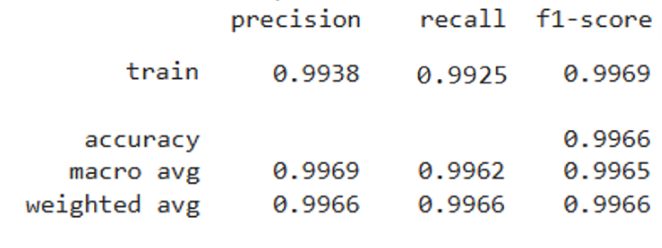 precision recall f1-score
train 0.9938 0.9925 0.9969
accuracy 0.9966
macro avg 0.9969 0.9962 0.9965
weighted avg 0.9966 0.9966 0.9966